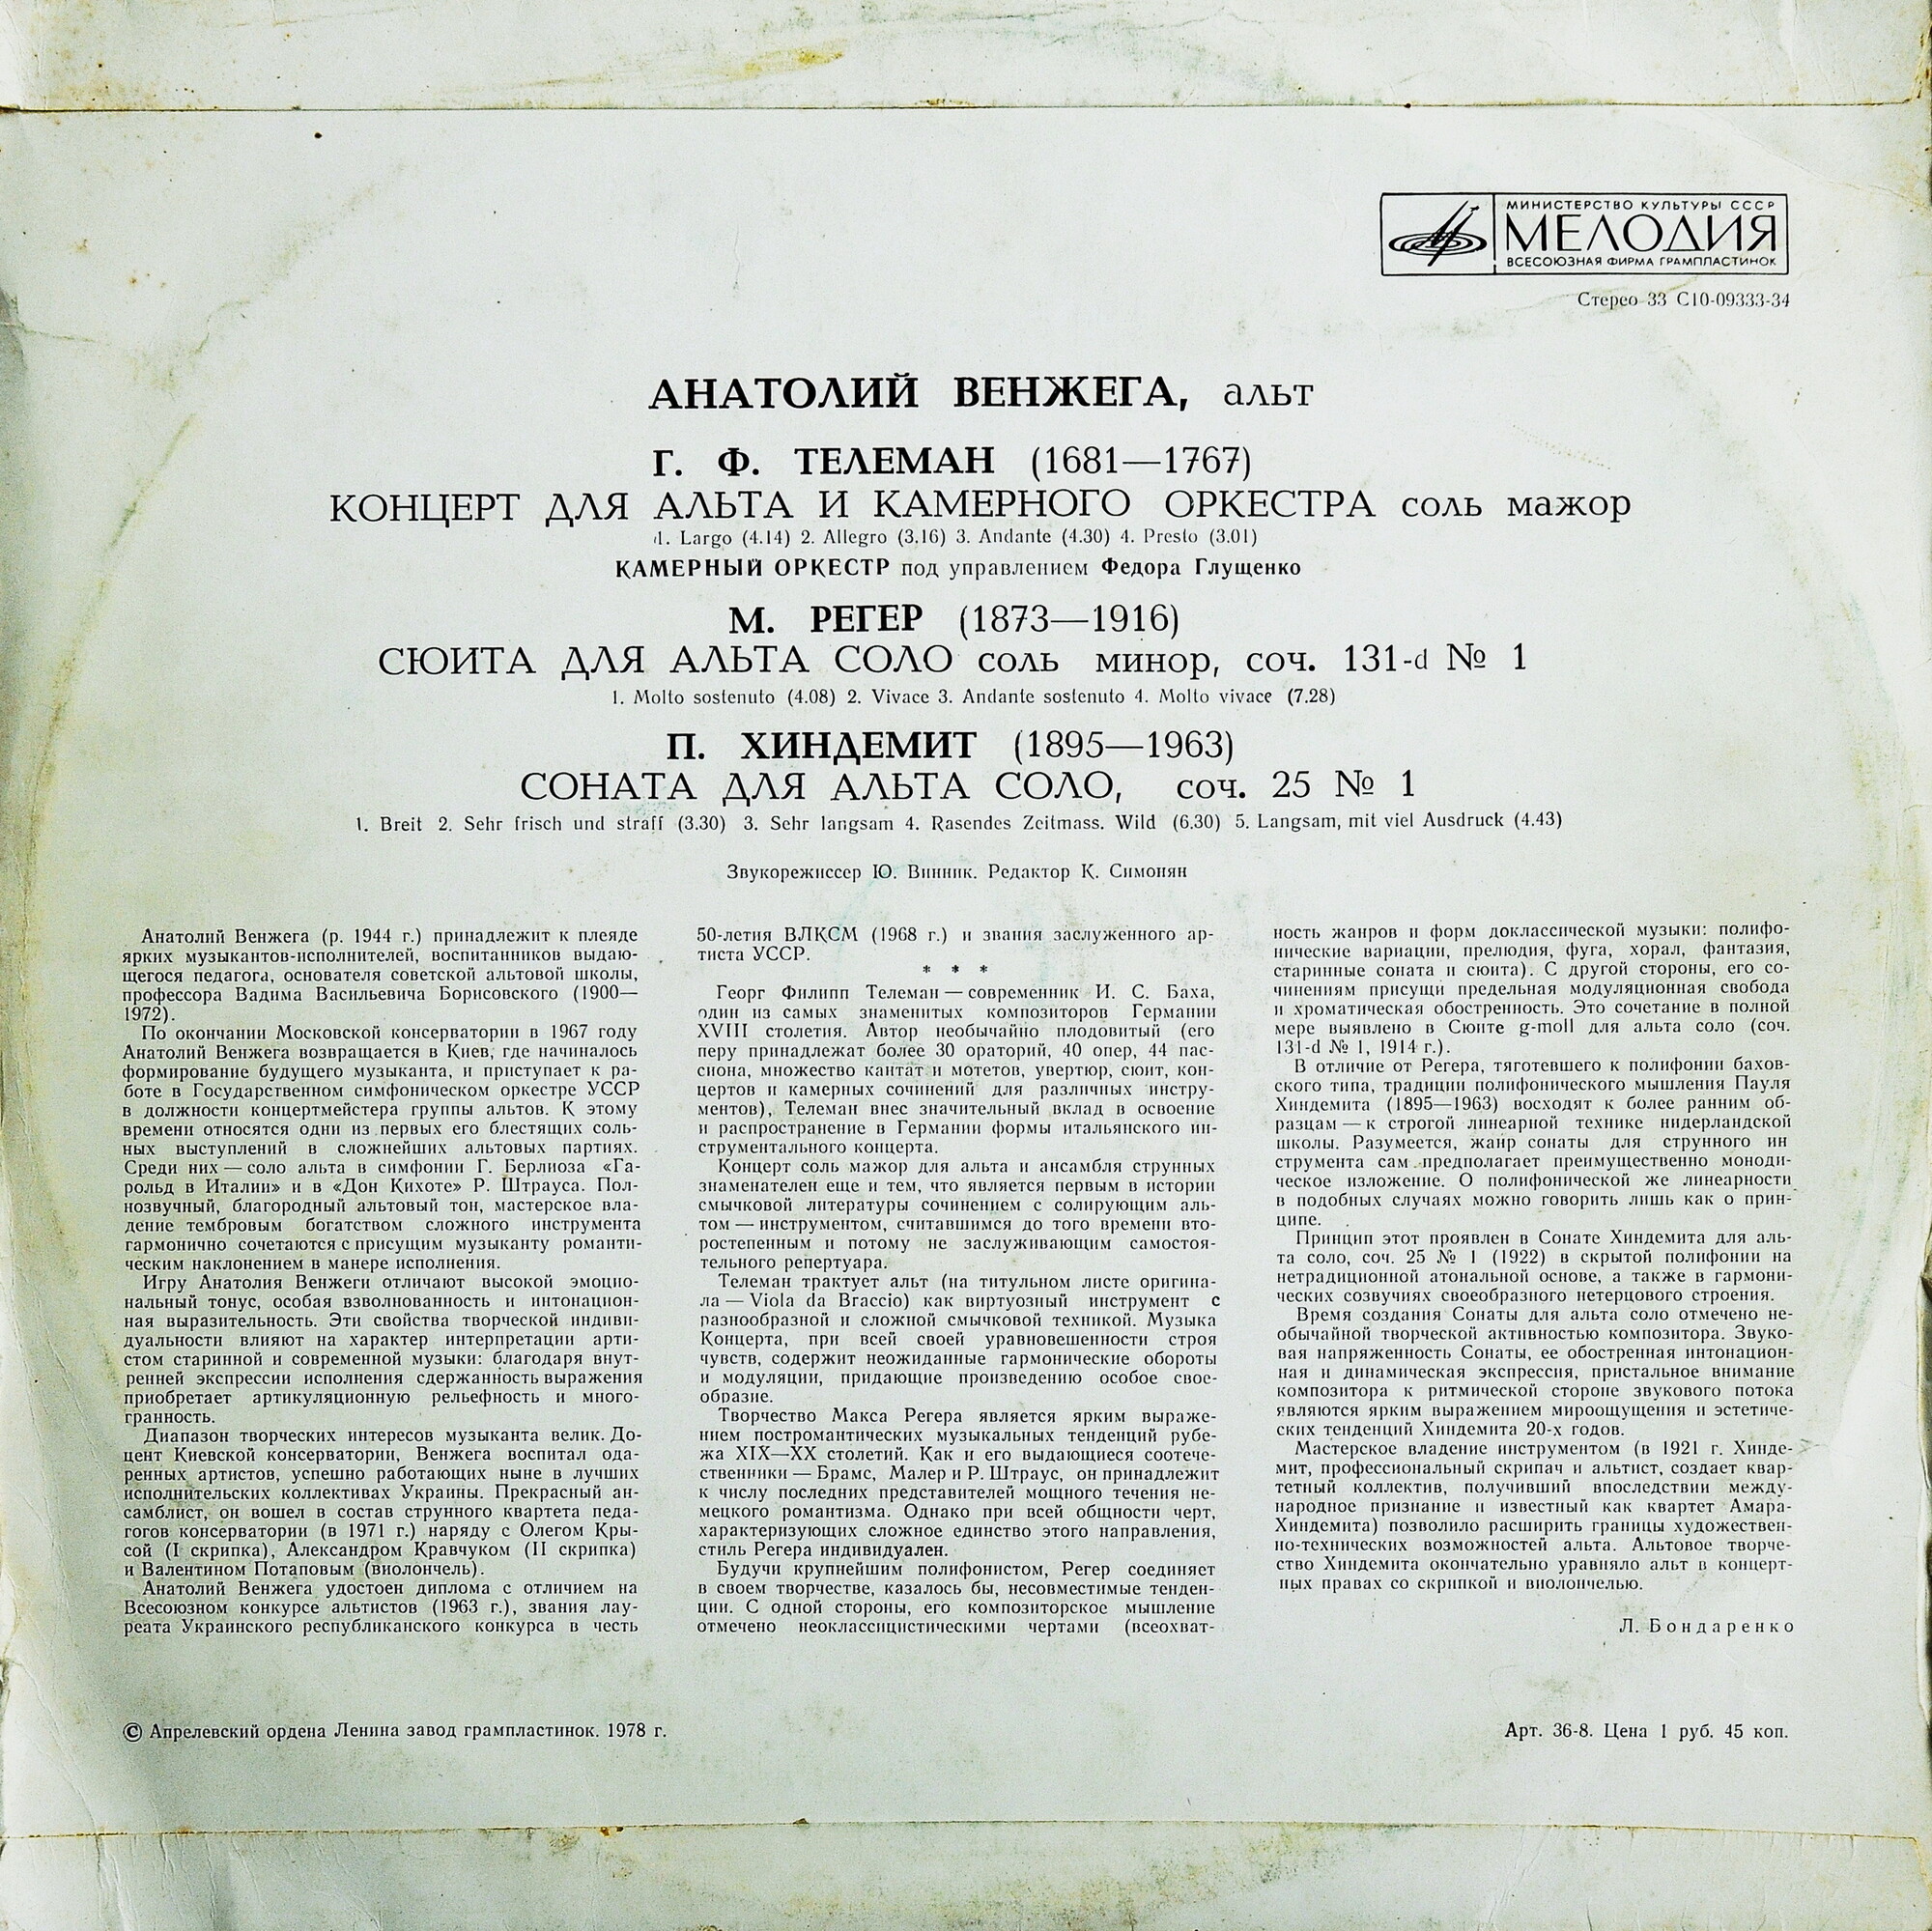 МИНИСТЕРСТВО КУЛЬТУРЫ СССР
МЕЛОДИЯ
ВСЕСОЮЗНАЯ ФИРМА ГРАМПЛАСТИНОК
Стерео 33 С10-09333-34
АНАТОЛИЙ ВЕНЖЕГА, альт
Г. Ф. ТЕЛЕМАН (1681—1767)
КОНЦЕРТ ДЛЯ АЛЬТА И КАМЕРНОГО ОРКЕСТРА соль мажор
1. Largo (4.14) 2. Allegro (3.16) 3. Andante (4.30) 4. Presto (3.01)
КАМЕРНЫЙ ОРКЕСТР под управлением Федора Глущенко
М. РЕГЕР (1873—1916)
СЮИТА ДЛЯ АЛЬТА СОЛО соль минор, соч. 131-d № 1
1. Molto sostenuto (4.08) 2. Vivace 3. Andante sostenuto 4. Molto vivace (7.28)
П. ХИНДЕМИТ (1895—1963)
СОНАТА ДЛЯ АЛЬТА СОЛО, соч. 25 № 1
1. Breit 2. Sehr frisch und straff (3.30) 3. Sehr langsam 4. Rasendes Zeitmass. Wild (6.30) 5. Langsam, mit viel Ausdruck (4.43)
Звукорежиссер Ю. Винник. Редактор К. Симонян
Анатолий Венжега (р. 1944 г.) принадлежит к плеяде
ярких музыкантов-исполнителей, воспитанников выдаю-
щегося педагога, основателя советской альтовой школы,
профессора Вадима Васильевича Борисовского (1900—
1972).
По окончании Московской консерватории в 1967 году
Анатолий Венжега возвращается в Киев, где начиналось
формирование будущего музыканта, и приступает к ра-
боте в Государственном симфоническом оркестре УССР
в должности концертмейстера группы альтов. К этому
времени относятся одни из первых его блестящих соль-
ных выступлений в сложнейших альтовых партиях.
Среди них — соло альта в симфонии Г. Берлиоза «Га-
рольд в Италии» и в «Дон Кихоте» Р. Штрауса. Пол-
нозвучный, благородный альтовый тон, мастерское вла-
дение тембровым богатством сложного инструмента
гармонично сочетаются с присущим музыканту романти-
ческим наклонением в манере исполнения.
Игру Анатолия Венжеги отличают высокой эмоцио-
нальный тонус, особая взволнованность и интонацион-
ная выразительность. Эти свойства творческой индиви-
дуальности влияют на характер интерпретации арти-
стом старинной и современной музыки: благодаря внут-
ренней экспрессии исполнения сдержанность выражения
приобретает артикуляционную рельефность и много-
гранность.
Диапазон творческих интересов музыканта велик. До-
цент Киевской консерватории, Венжега воспитал ода-
ренных артистов, успешно работающих ныне в лучших
исполнительских коллективах Украины. Прекрасный ан-
самблист, он вошел в состав струнного квартета педа-
гогов консерватории (в 1971 г.) наряду с Олегом Кры-
сой (I скрипка), Александром Кравчуком (II скрипка)
и Валентином Потаповым (виолончель).
Анатолий Венжега удостоен диплома с отличием на
Всесоюзном конкурсе альтистов (1963 г.), звания лау-
реата Украинского республиканского конкурса в честь
50-летия ВЛКСМ (1968 г.) и звания заслуженного ар-
тиста УССР.
* * *
Георг Филипп Телеман — современник И. С. Баха,
один из самых знаменитых композиторов Германии
XVIII столетия. Автор необычайно плодовитый (его
перу принадлежат более 30 ораторий, 40 опер, 44 пас-
сиона, множество кантат и мотетов, увертюр, сюит, кон-
цертов и камерных сочинений для различных инстру-
ментов), Телеман внес значительный вклад в освоение
и распространение в Германии формы итальянского ин-
струментального концерта.
Концерт соль мажор для альта и ансамбля струнных
знаменателен еще и тем, что является первым в истории
смычковой литературы сочинением с солирующим аль-
том — инструментом, считавшимся до того времени вто-
ростепенным и потому не заслуживающим самостоя-
тельного репертуара.
Телеман трактует альт (на титульном листе оригина-
ла — Viola da Braccio) как виртуозный инструмент с
разнообразной и сложной смычковой техникой. Музыка
Концерта, при всей своей уравновешенности строя
чувств, содержит неожиданные гармонические обороты
и модуляции, придающие произведению особое свое-
образие.
Творчество Макса Регера является ярким выраже-
нием постромантических музыкальных тенденций рубе-
жа XIX—XX столетий. Как и его выдающиеся соотече-
ственники — Брамс, Малер и Р. Штраус, он принадлежит
к числу последних представителей мощного течения не-
мецкого романтизма. Однако при всей общности черт,
характеризующих сложное единство этого направления,
стиль Регера индивидуален.
Будучи крупнейшим полифонистом, Регер соединяет
в своем творчестве, казалось бы, несовместимые тенден-
ции. С одной стороны, его композиторское мышление
отмечено неоклассицистическими чертами (всеохват-
ность жанров и форм доклассической музыки: полифо-
нические вариации, прелюдия, фуга, хорал, фантазия,
старинные соната и сюита). С другой стороны, его со-
чинениям присущи предельная модуляционная свобода
и хроматическая обостренность. Это сочетание в полной
мере выявлено в Сюите g-moll для альта соло (соч.
131-d № 1, 1914 г.).
В отличие от Регера, тяготевшего к полифонии бахов-
ского типа, традиции полифонического мышления Пауля
Хиндемита (1895—1963) восходят к более ранним об-
разцам — к строгой линеарной технике нидерландской
школы. Разумеется, жанр сонаты для струнного ин
струмента сам предполагает преимущественно моноди-
ческое изложение. О полифонической же линеарности
в подобных случаях можно говорить лишь как о прин-
ципе.
Принцип этот проявлен в Сонате Хиндемита для аль-
та соло, соч. 25 № 1 (1922) в скрытой полифонии на
нетрадиционной атональной основе, а также в гармони-
ческих созвучиях своеобразного нетерцового строения.
Время создания Сонаты для альта соло отмечено не-
обычайной творческой активностью композитора. Звуко-
вая напряженность Сонаты, ее обостренная интонацион-
ная и динамическая экспрессия, пристальное внимание
композитора к ритмической стороне звукового потока
являются ярким выражением мироощущения и эстетиче-
ских тенденций Хиндемита 20-х годов.
Мастерское владение инструментом (в 1921 г. Хинде-
мит, профессиональный скрипач и альтист, создает квар-
тетный коллектив, получивший впоследствии между-
народное признание и известный как квартет Амара-
Хиндемита) позволило расширить границы художествен-
но-технических возможностей альта. Альтовое творче-
ство Хиндемита окончательно уравняло альт в концерт-
ных правах со скрипкой и виолончелью.
Л. Бондаренко
© Апрелевский ордена Ленина завод грампластинок. 1978 г.
Арт. 36-8. Цена 1 руб. 45 коп.